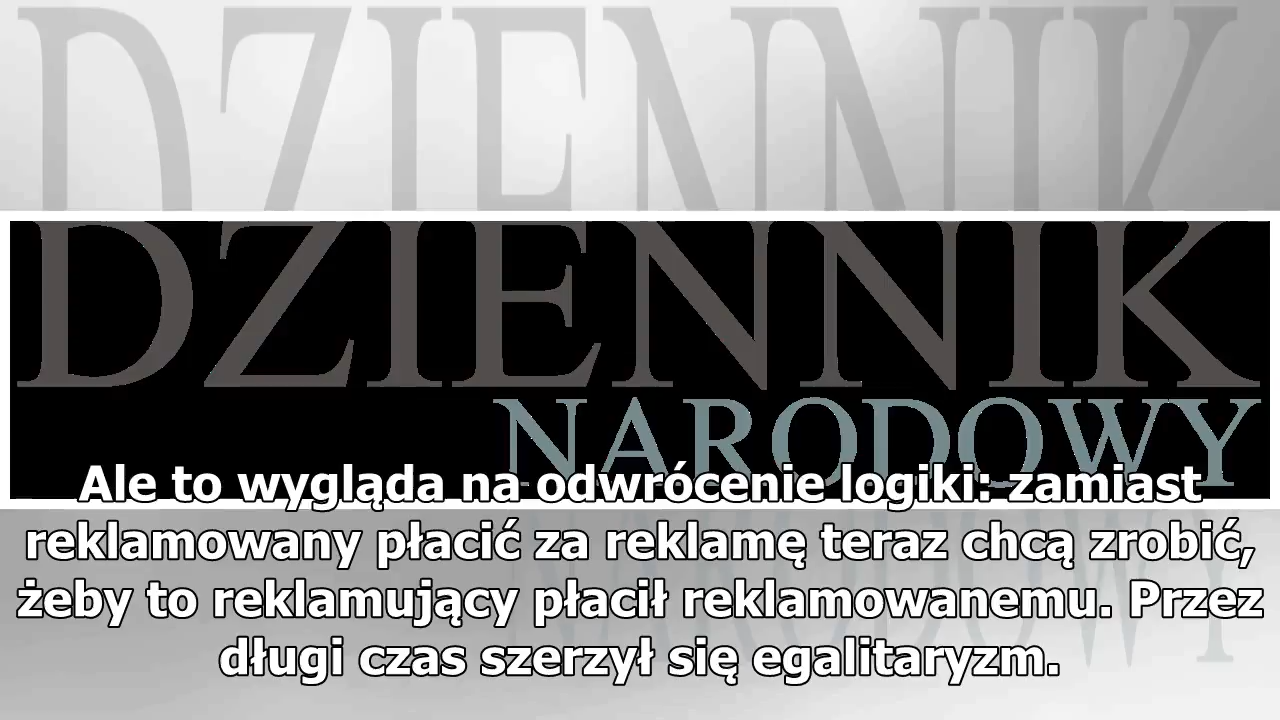 DZIENNIK
DZIENNIK
NARODOWY
Ale to wygląda na odwrócenie logiki: zamiast
reklamowany płacić za reklamę teraz chcą zrobić,
żeby to reklamujący płacił reklamowanemu. Przez
długi czas szerzył się egalitaryzm.
NARODOWY